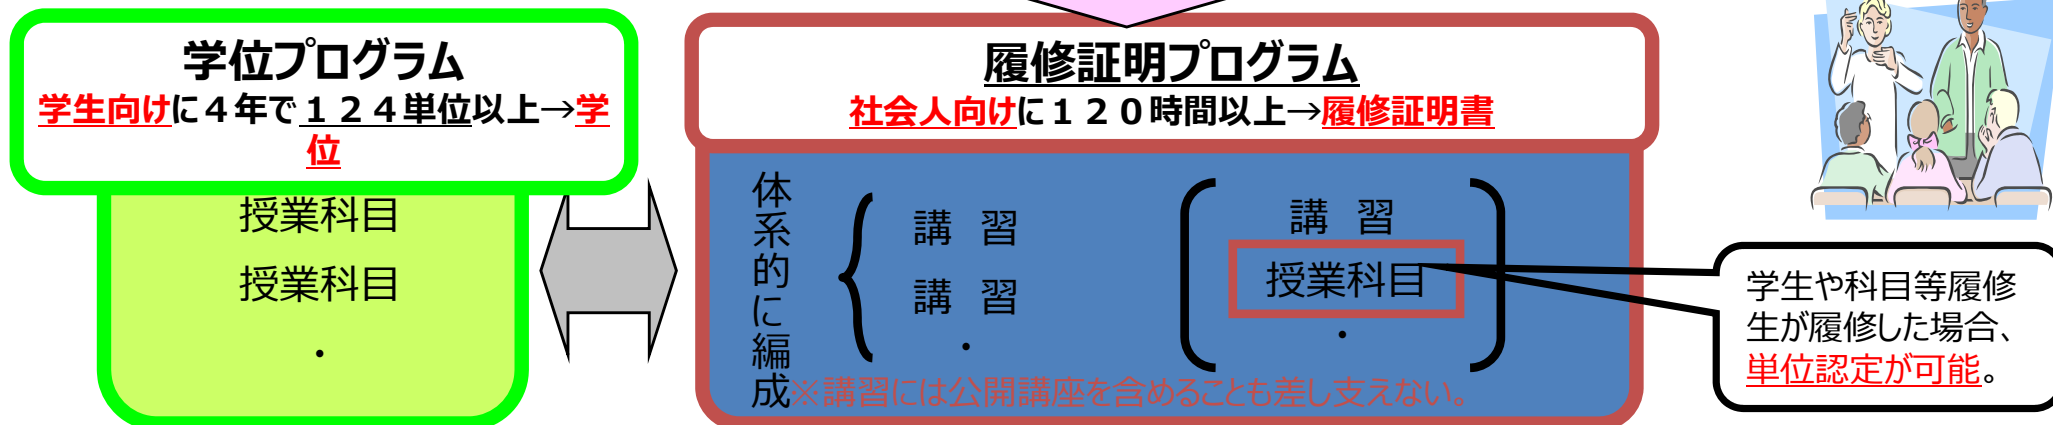 学位プログラム
学生向けに４年で１２４単位以上→学
位
授業科目
授業科目
・
履修証明プログラム
社会人向けに１２０時間以上→履修証明書
体系的に編成
講　習
講　習
・
講　習
授業科目
・
※講習には公開講座を含めることも差し支えない。
学生や科目等履修
生が履修した場合、
単位認定が可能。